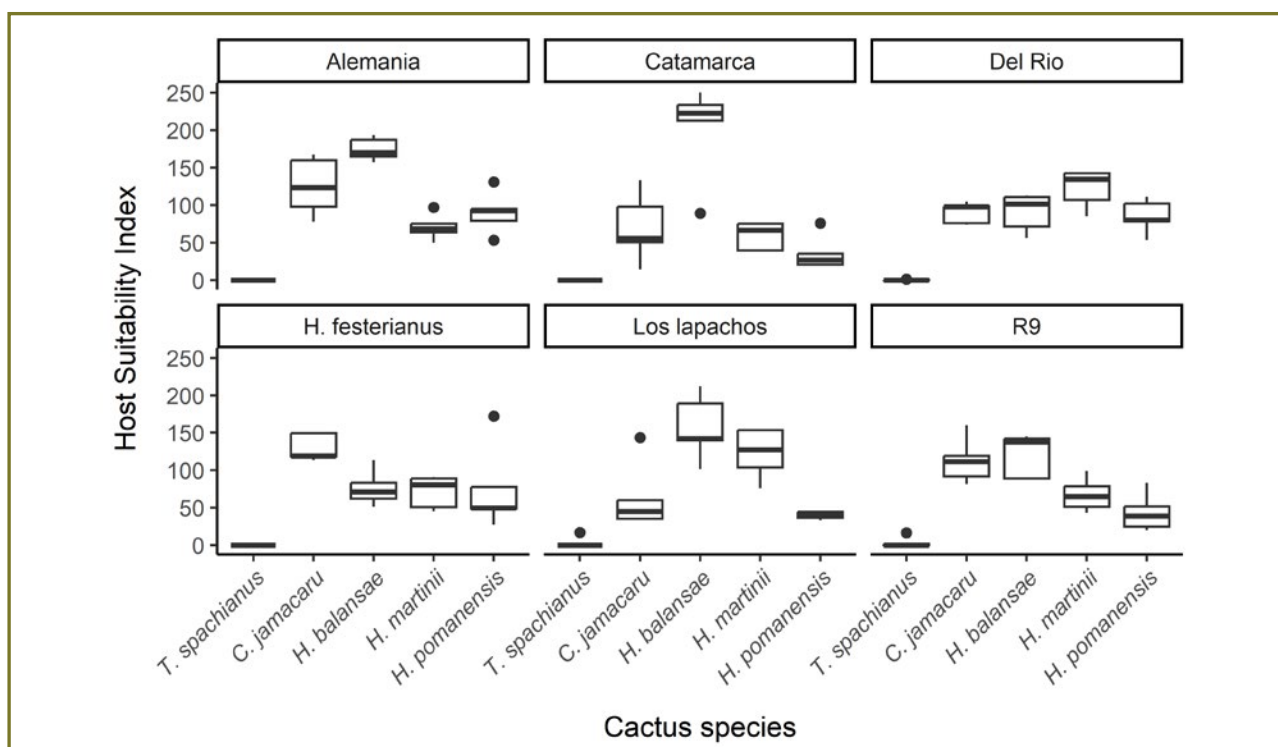 Alemania
Catamarca
Del Rio
250
200
150
100
50
0
H. festerianus
Los lapachos
R9
250
200
150
100
50
0
Host Suitability Index
T. spachianus
C. jamacaru
H. balansae
H. martinii
H. pomanensis
T. spachianus
C. jamacaru
H. balansae
H. martinii
H. pomanensis
T. spachianus
C. jamacaru
H. balansae
H. martinii
H. pomanensis
Cactus species